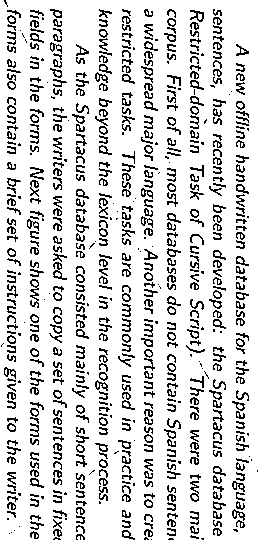 A new offline handwritten database for the Spanish language,
sentences, has recently been developed: the Spartacus database
Restricted-domain Task of Cursive Script). There were two mai
corpus. First of all, most databases do not contain Spanish senten
a widespread major language. Another important reason was to crea
restricted tasks. These tasks are commonly used in practice and
knowledge beyond the lexicon level in the recognition process.
As the Spartacus database consisted mainly of short sentence
paragraphs, the writers were asked to copy a set of sentences in fixe
fields in the forms. Next figure shows one of the forms used in the
forms also contain a brief set of instructions given to the writer.